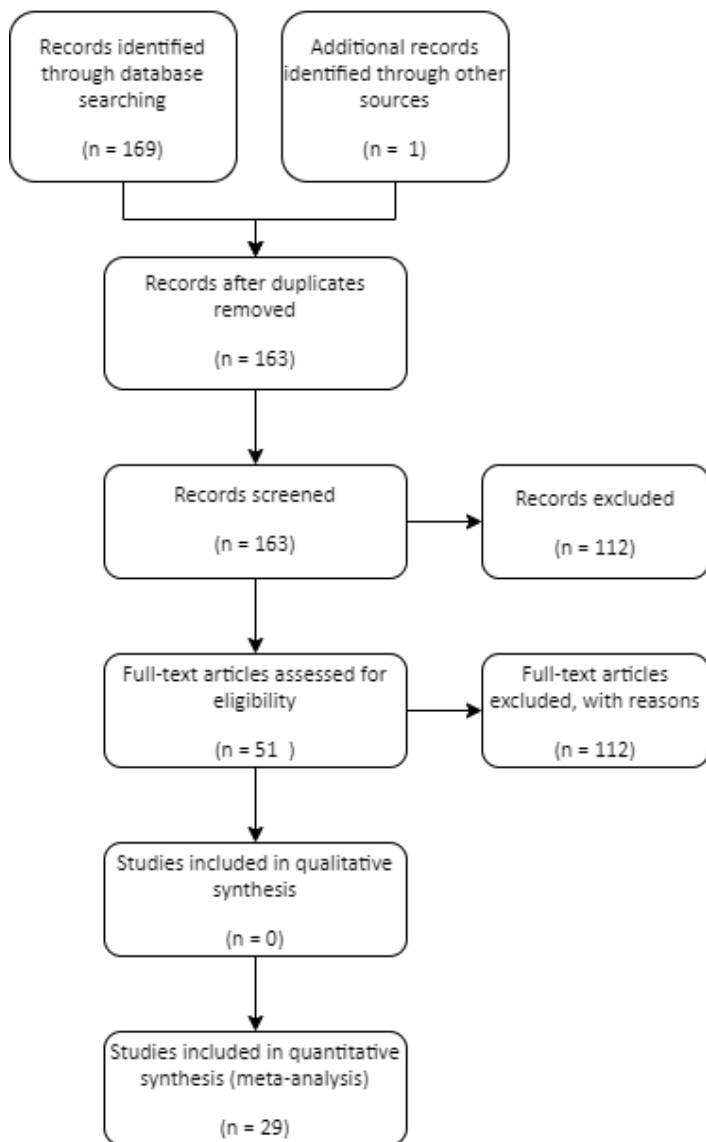 Records identified
through database
searching
(n = 169)
Additional records
identified through other
sources
(n =  1)
Records after duplicates
removed
(n = 163)
Records screened
(n = 163)
Records excluded
(n = 112)
Full-text articles assessed for
eligibility
(n = 51  )
Full-text articles
excluded, with reasons
(n = 112)
Studies included in qualitative
synthesis
(n = 0)
Studies included in quantitative
synthesis (meta-analysis)
(n = 29)